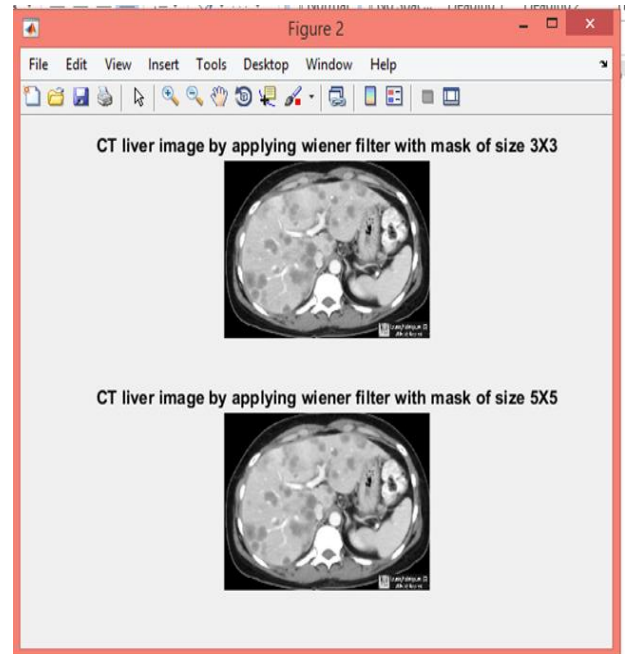 Figure 2
File Edit View Insert Tools Desktop Window Help
CT liver image by applying wiener filter with mask of size 3X3
CT liver image by applying wiener filter with mask of size 5X5